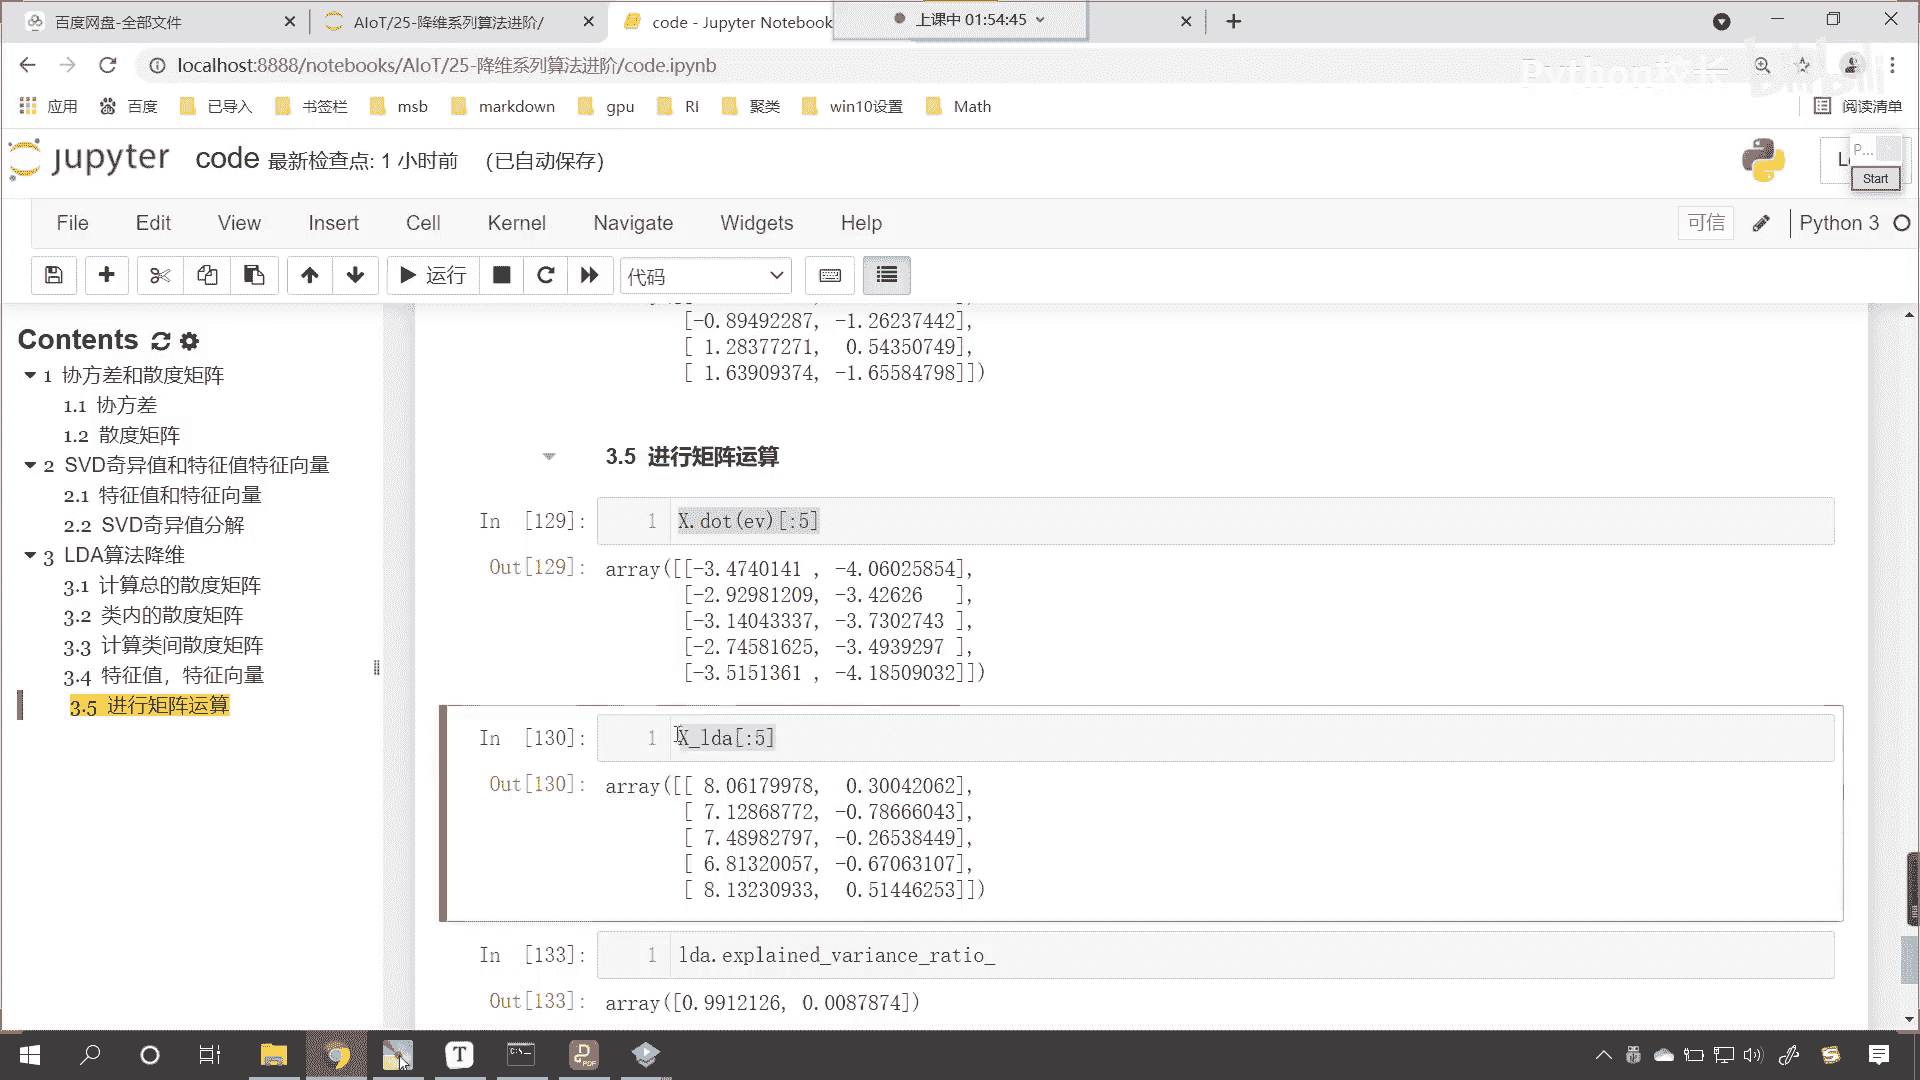 百度网盘-全部文件
AIoT/25-降维系列算法进阶/
code - Jupyter Notebook
上课中 01:54:45
localhost:8888/notebooks/AIoT/25-降维系列算法进阶/code.ipynb
应用 百度 已导入 书签栏 msb markdown gpu RI 聚类 win10设置 Math 阅读清单
jupyter code 最新检查点: 1 小时前 (已自动保存)
P...
Start
File Edit View Insert Cell Kernel Navigate Widgets Help 可信 Python 3
运行 代码
Contents
1 协方差和散度矩阵
1.1 协方差
1.2 散度矩阵
2 SVD奇异值和特征值特征向量
2.1 特征值和特征向量
2.2 SVD奇异值分解
3 LDA算法降维
3.1 计算总的散度矩阵
3.2 类内的散度矩阵
3.3 计算类间散度矩阵
3.4 特征值，特征向量
3.5 进行矩阵运算
[-0.89492287, -1.26237442],
[ 1.28377271,  0.54350749],
[ 1.63909374, -1.65584798]])
3.5 进行矩阵运算
In [129]: 1 X.dot(ev)[:5]
Out[129]: array([[-3.4740141 , -4.06025854],
[-2.92981209, -3.42626   ],
[-3.14043337, -3.7302743 ],
[-2.74581625, -3.4939297 ],
[-3.5151361 , -4.18509032]])
In [130]: 1 X_lda[:5]
Out[130]: array([[ 8.06179978,  0.30042062],
[ 7.12868772, -0.78666043],
[ 7.48982797, -0.26538449],
[ 6.81320057, -0.67063107],
[ 8.13230933,  0.51446253]])
In [133]: 1 lda.explained_variance_ratio_
Out[133]: array([0.9912126, 0.0087874])